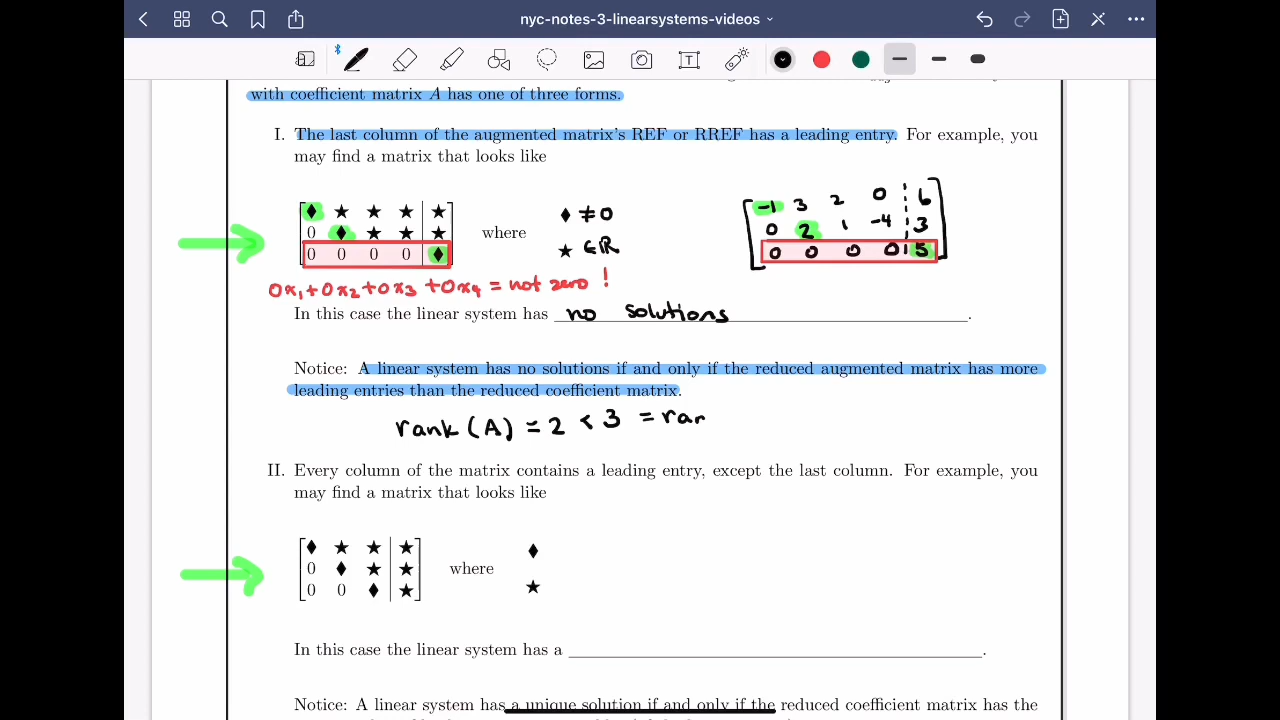 nyc-notes-3-linearsystems-videos
with coefficient matrix A has one of three forms.
I. The last column of the augmented matrix's REF or RREF has a leading entry. For example, you
may find a matrix that looks like
♦ ★ ★ ★ | ★
0 ♦ ★ ★ | ★
0 0 0 0 | ♦
where
♦ ≠ 0
★ ∈ ℝ
-1 3 2 0 | 6
0 2 1 -4 | 3
0 0 0 0 | 5
0x₁+0x₂+0x₃+0x₄ = not zero !
In this case the linear system has no solutions.
Notice: A linear system has no solutions if and only if the reduced augmented matrix has more
leading entries than the reduced coefficient matrix.
rank(A) = 2 < 3 = ran
II. Every column of the matrix contains a leading entry, except the last column. For example, you
may find a matrix that looks like
♦ ★ ★ | ★
0 ♦ ★ | ★
0 0 ♦ | ★
where
♦
★
In this case the linear system has a .
Notice: A linear system has a unique solution if and only if the reduced coefficient matrix has the